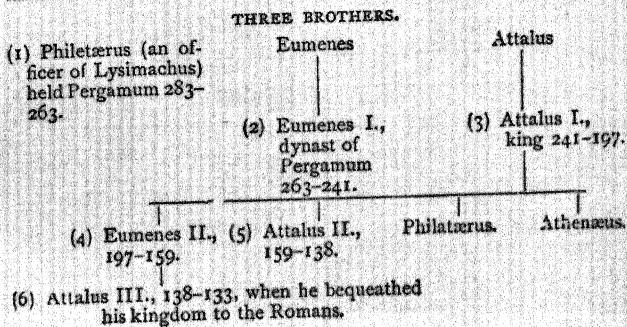 THREE BROTHERS.
(1) Philetærus (an of-
ficer of Lysimachus)
held Pergamum 283–
263.
Eumenes
Attalus
(2) Eumenes I.,
dynast of
Pergamum
263–241.
(3) Attalus I.,
king 241–197.
(4) Eumenes II.,
197–159.
(5) Attalus II.,
159–138.
Philatærus.
Athenæus.
(6) Attalus III., 138–133, when he bequeathed
his kingdom to the Romans.